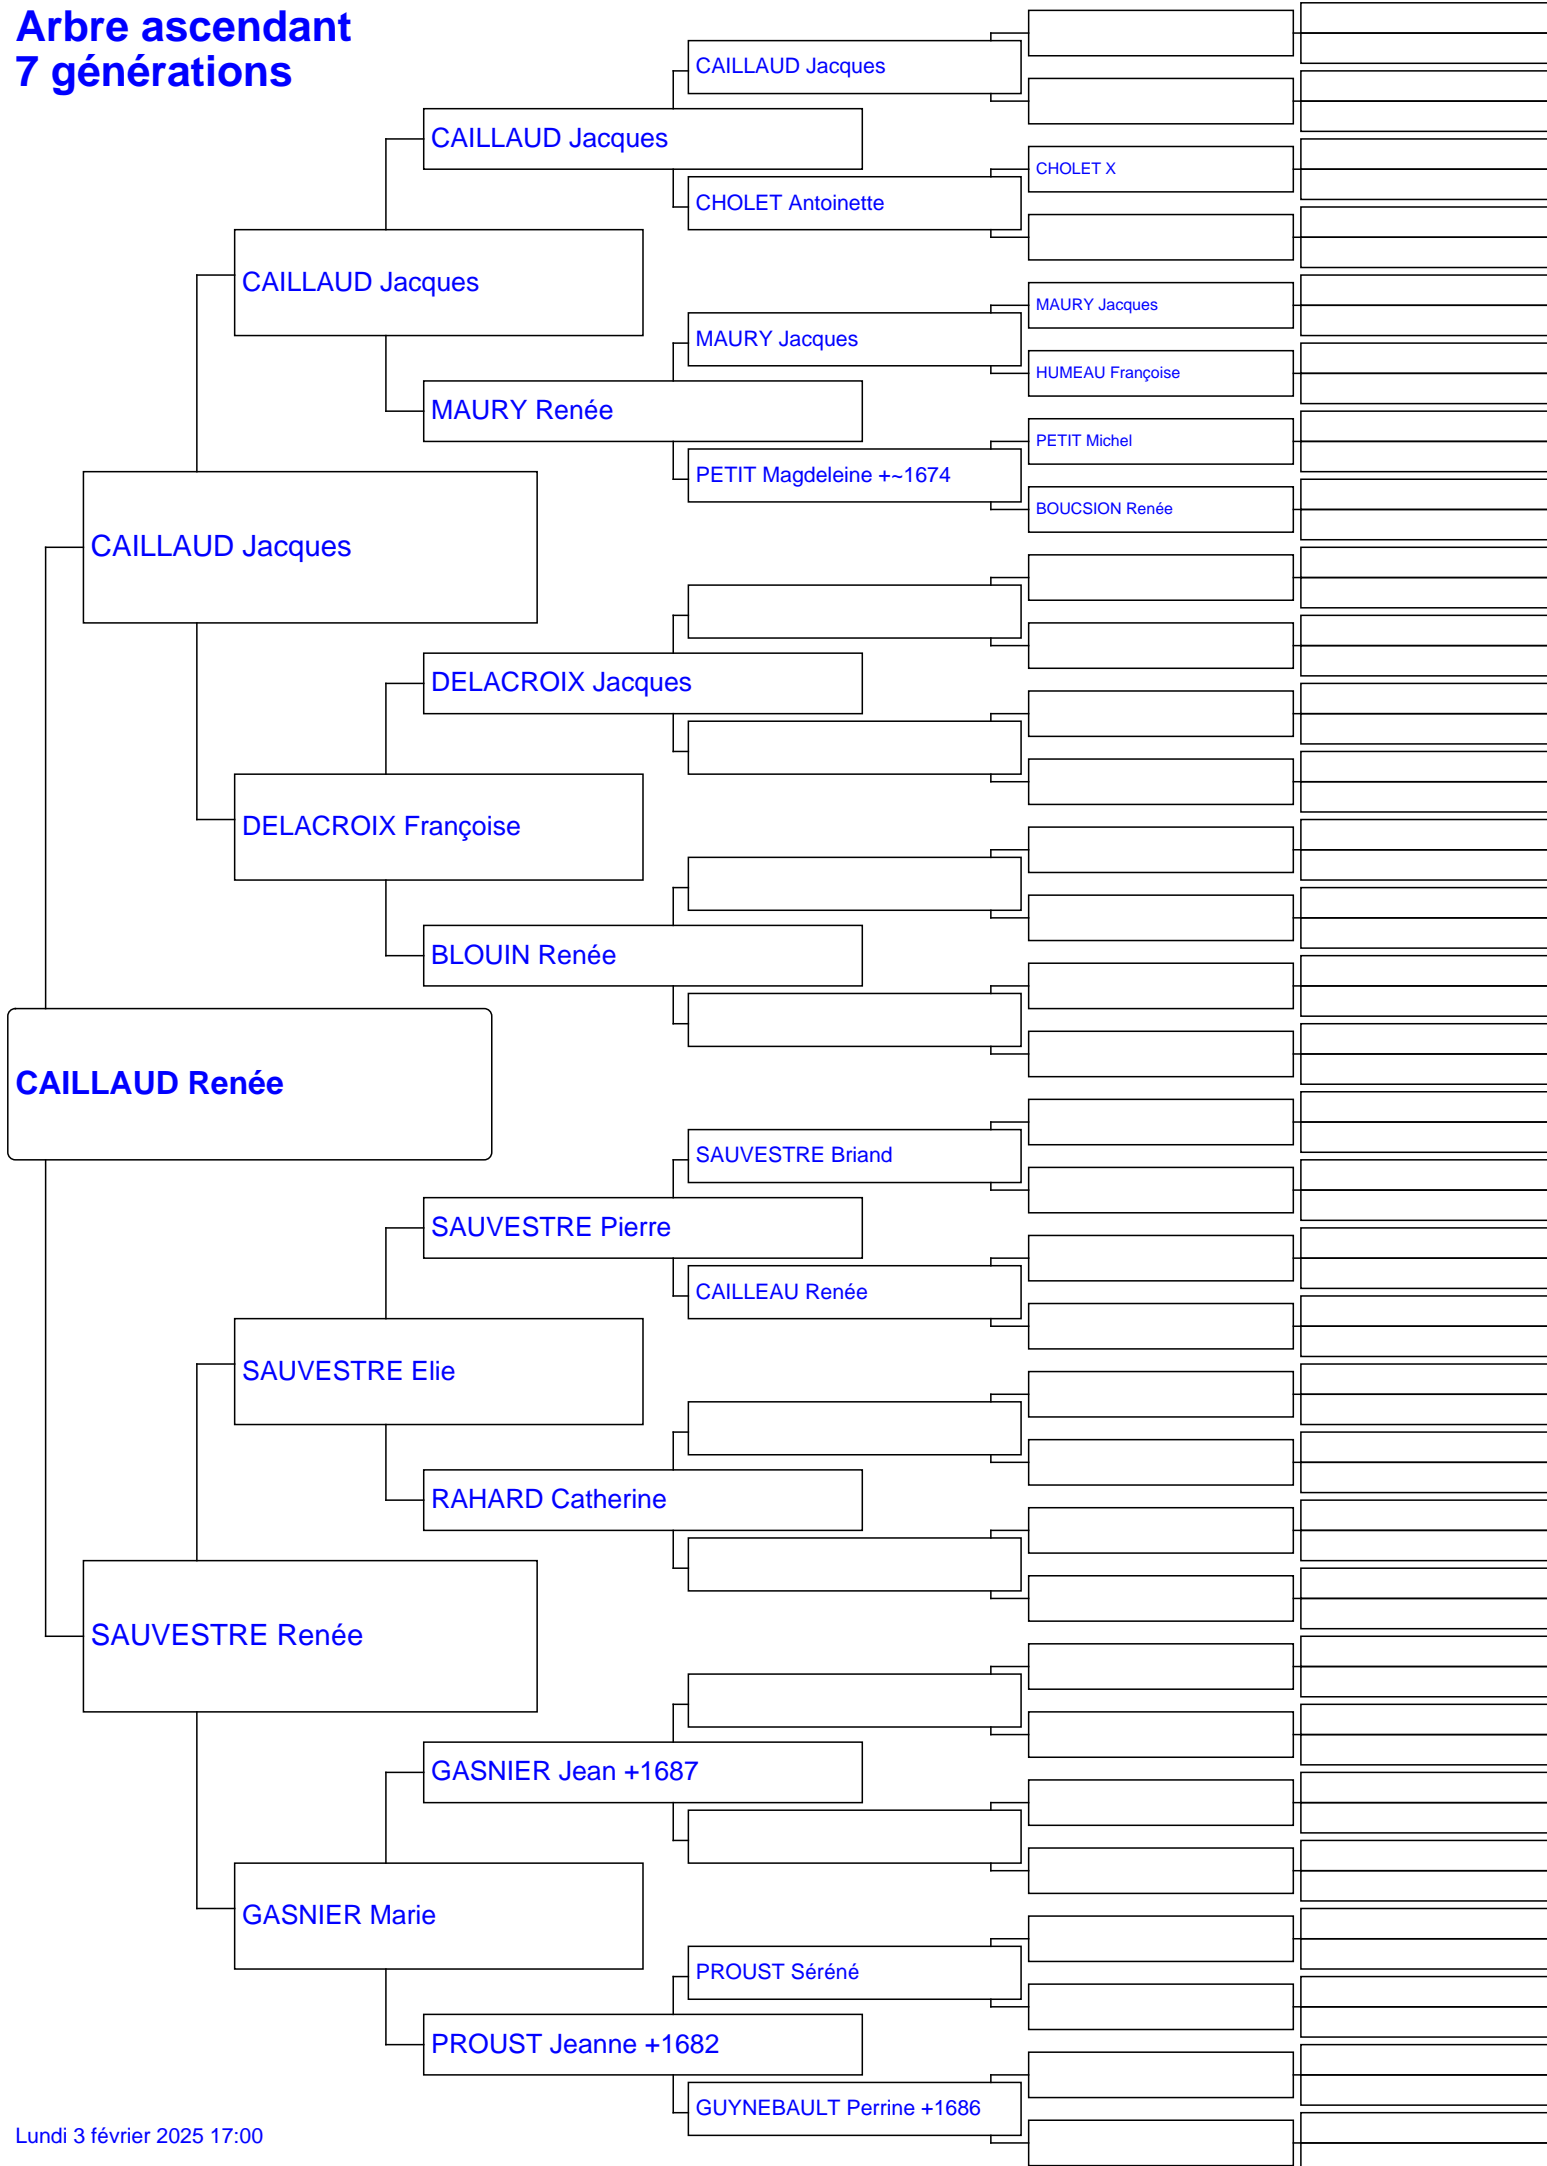 Arbre ascendant
7 générations
CAILLAUD Jacques
CAILLAUD Jacques
CHOLET X
CHOLET Antoinette
CAILLAUD Jacques
MAURY Jacques
MAURY Jacques
HUMEAU Françoise
MAURY Renée
PETIT Michel
PETIT Magdeleine +~1674
BOUCSION Renée
CAILLAUD Jacques
DELACROIX Jacques
DELACROIX Françoise
BLOUIN Renée
CAILLAUD Renée
SAUVESTRE Briand
SAUVESTRE Pierre
CAILLEAU Renée
SAUVESTRE Elie
RAHARD Catherine
SAUVESTRE Renée
GASNIER Jean +1687
GASNIER Marie
PROUST Séréné
PROUST Jeanne +1682
GUYNEBAULT Perrine +1686
Lundi 3 février 2025 17:00